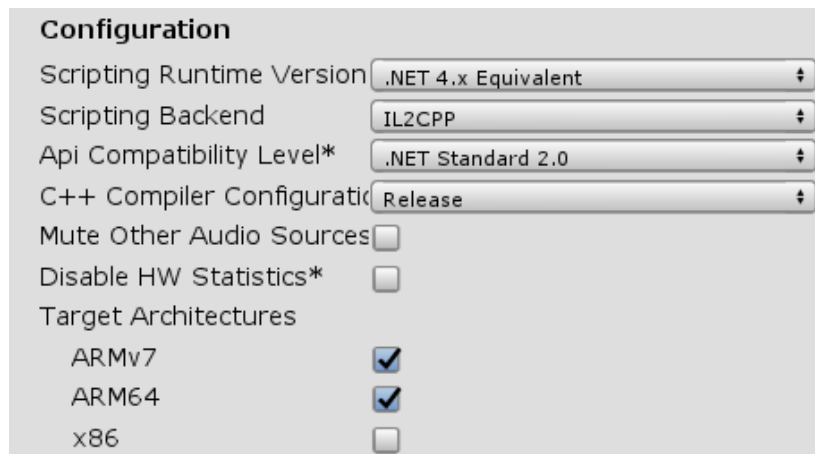 Configuration
Scripting Runtime Version .NET 4.x Equivalent
Scripting Backend IL2CPP
Api Compatibility Level* .NET Standard 2.0
C++ Compiler Configuratio Release
Mute Other Audio Sources
Disable HW Statistics*
Target Architectures
ARMv7
ARM64
x86